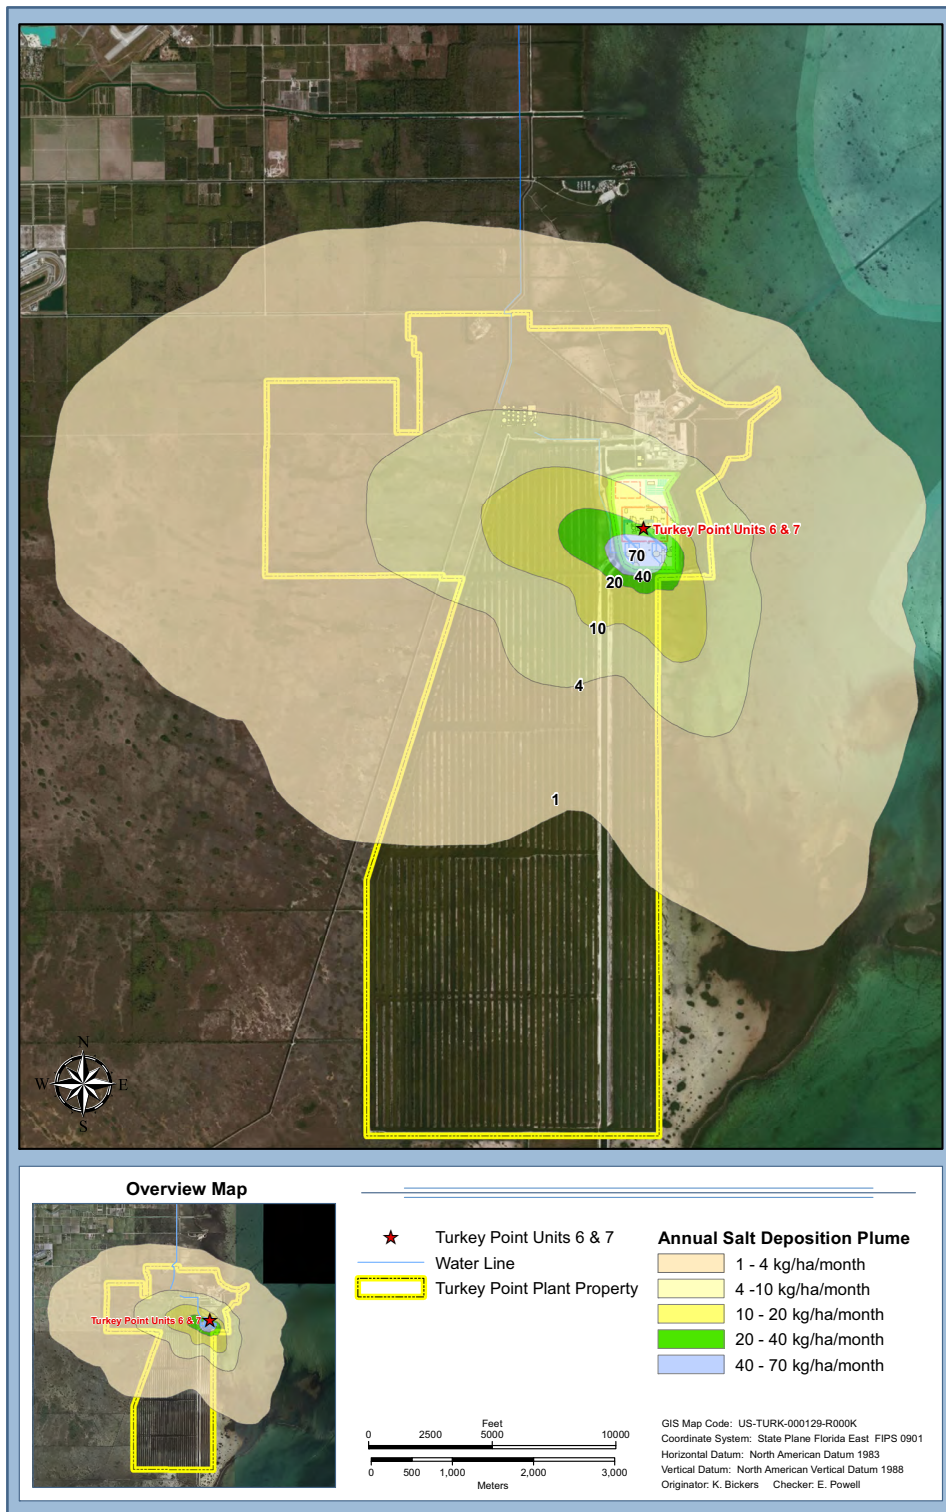 Turkey Point Units 6 & 7
70
40
20
10
4
1
N
W
E
S
Overview Map
Turkey Point Units 6 & 7
Turkey Point Units 6 & 7
Water Line
Turkey Point Plant Property
Annual Salt Deposition Plume
1 - 4 kg/ha/month
4 -10 kg/ha/month
10 - 20 kg/ha/month
20 - 40 kg/ha/month
40 - 70 kg/ha/month
Feet
0 2500 5000 10000
0 500 1,000 2,000 3,000
Meters
GIS Map Code: US-TURK-000129-R000K
Coordinate System: State Plane Florida East FIPS 0901
Horizontal Datum: North American Datum 1983
Vertical Datum: North American Vertical Datum 1988
Originator: K. Bickers Checker: E. Powell